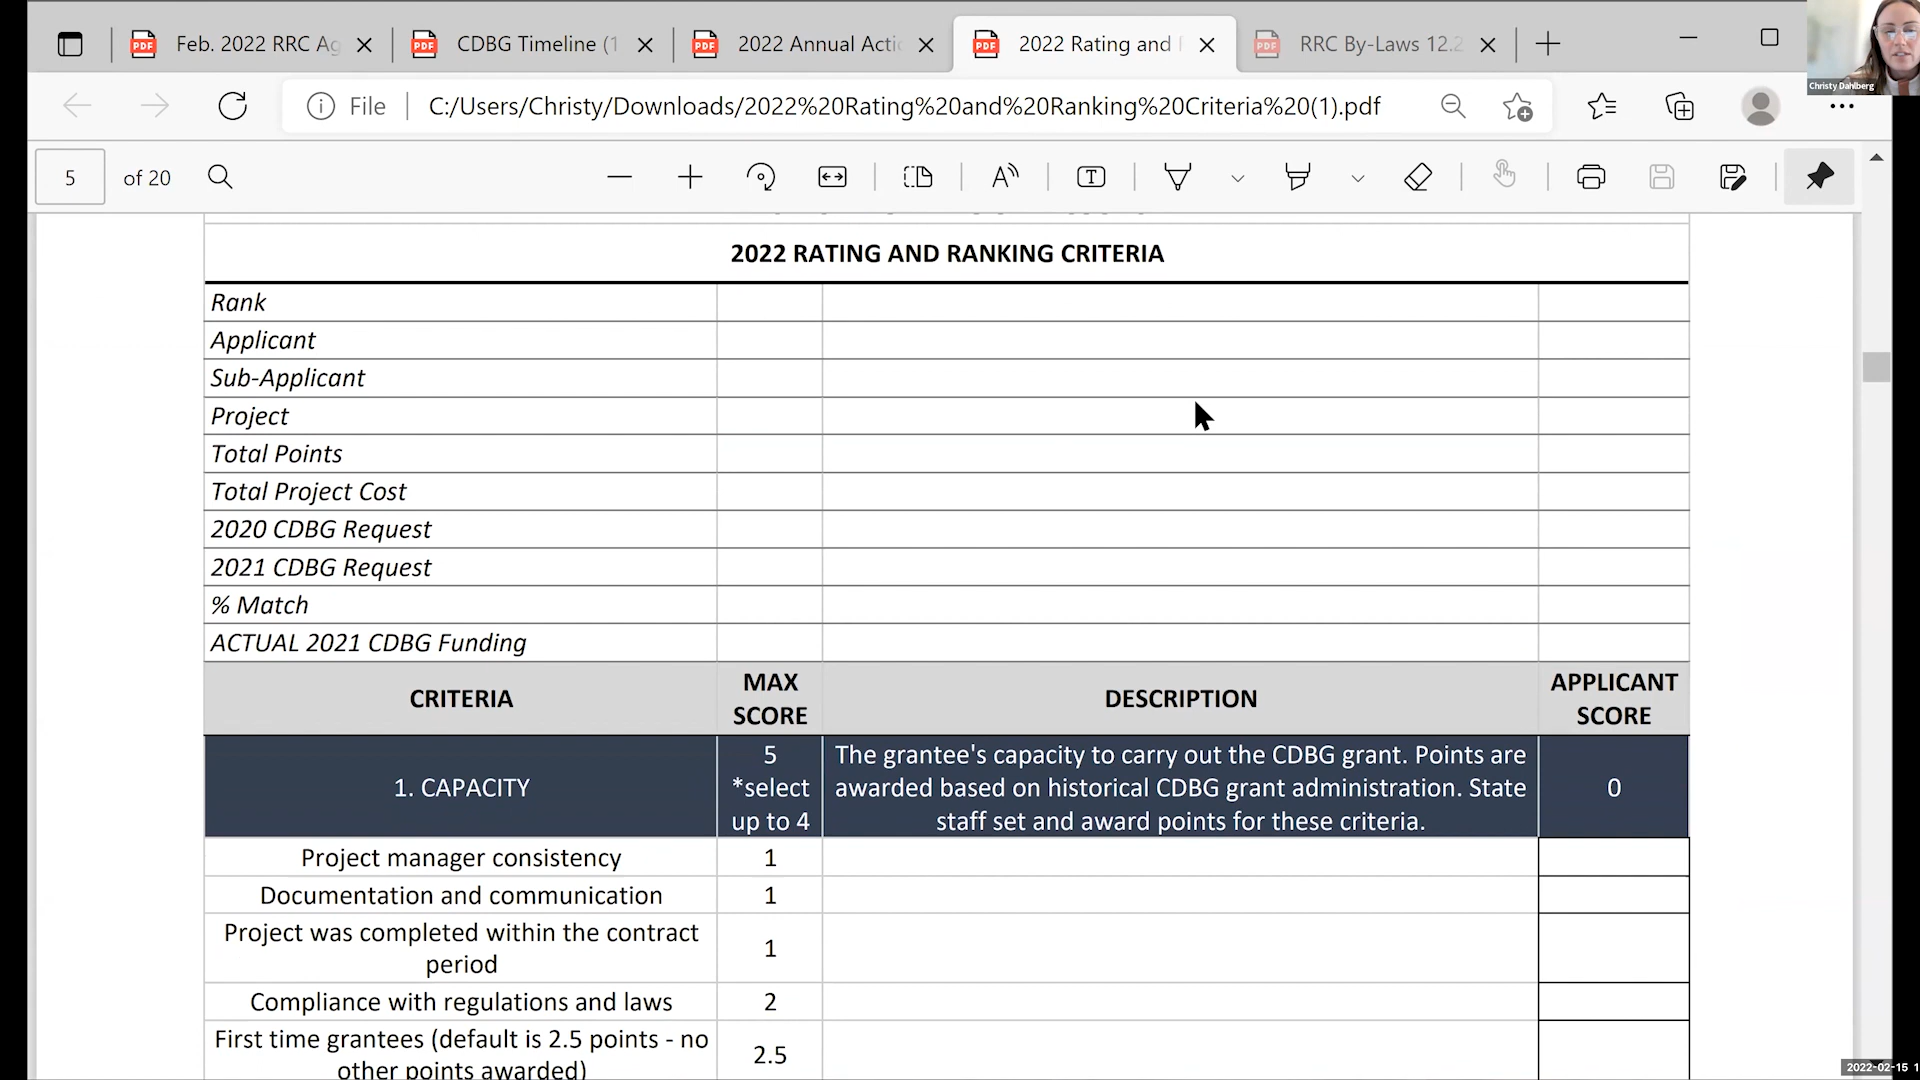 Feb. 2022 RRC Ag
CDBG Timeline (1
2022 Annual Acti
2022 Rating and
RRC By-Laws 12.2
File
C:/Users/Christy/Downloads/2022%20Rating%20and%20Ranking%20Criteria%20(1).pdf
Christy Dahlberg
5
of 20
2022 RATING AND RANKING CRITERIA
Rank
Applicant
Sub-Applicant
Project
Total Points
Total Project Cost
2020 CDBG Request
2021 CDBG Request
% Match
ACTUAL 2021 CDBG Funding
CRITERIA
MAX
SCORE
DESCRIPTION
APPLICANT
SCORE
1. CAPACITY
5
*select
up to 4
The grantee's capacity to carry out the CDBG grant. Points are
awarded based on historical CDBG grant administration. State
staff set and award points for these criteria.
0
Project manager consistency
1
Documentation and communication
1
Project was completed within the contract
period
1
Compliance with regulations and laws
2
First time grantees (default is 2.5 points - no
other points awarded)
2.5
2022-02-15 1